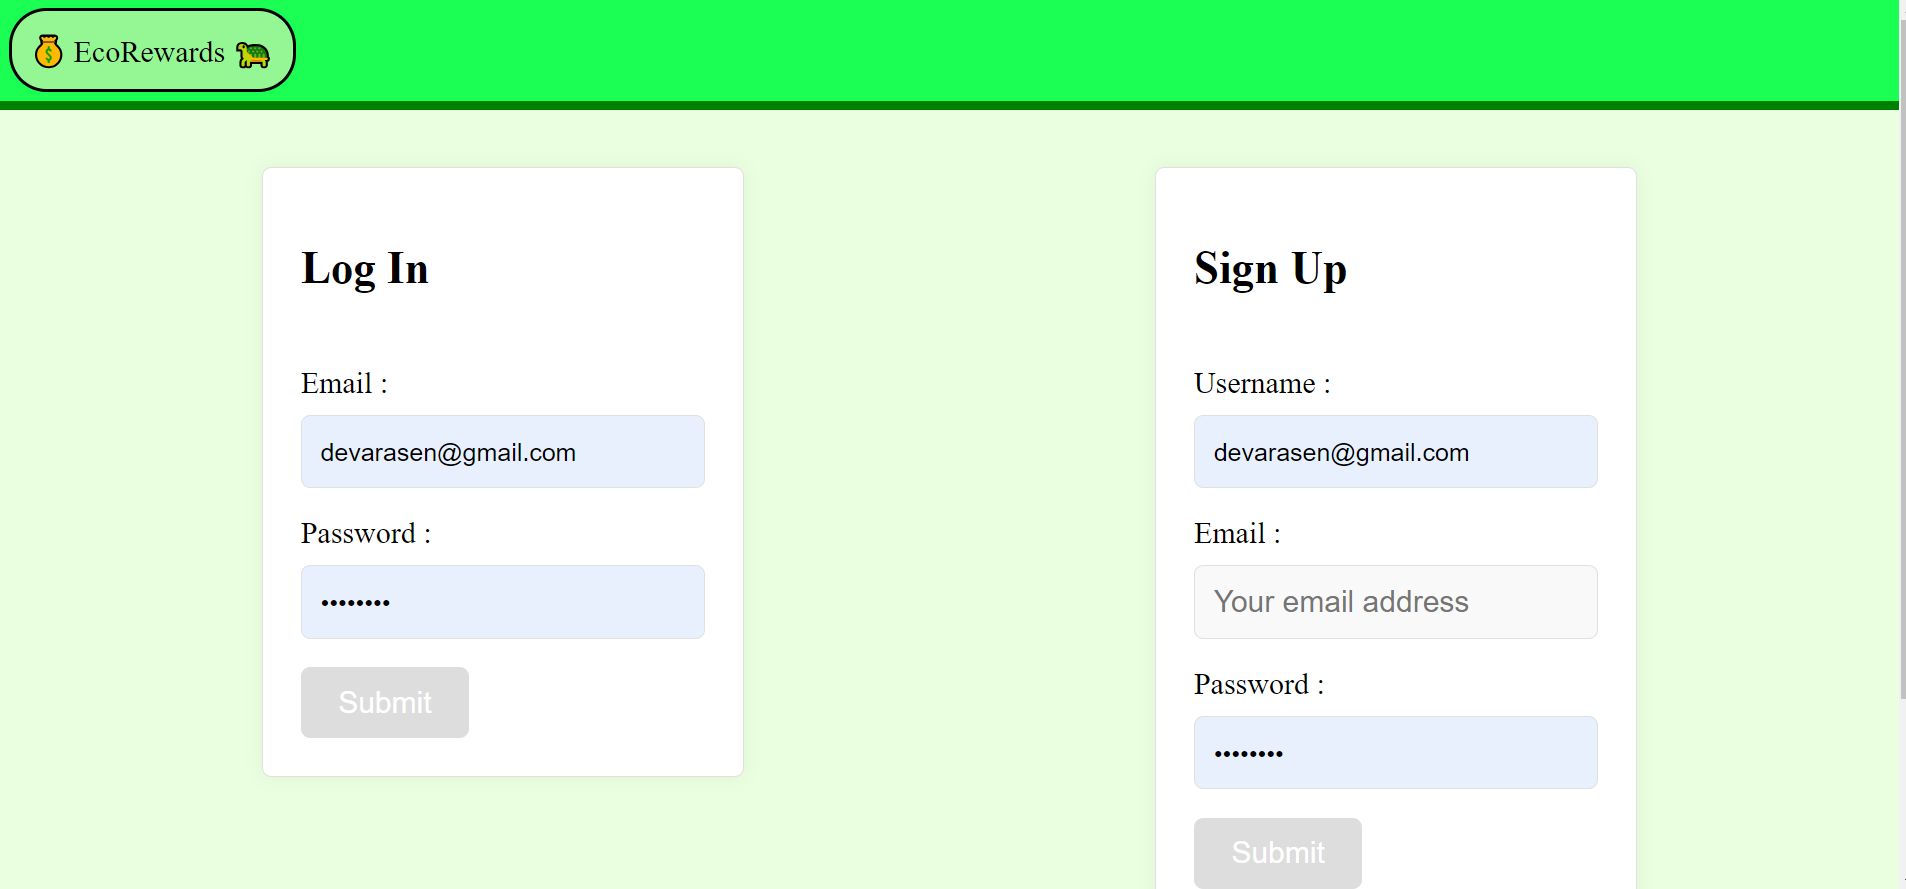 EcoRewards
Log In
Email :
devarasen@gmail.com
Password :
••••••••
Submit
Sign Up
Username :
devarasen@gmail.com
Email :
Your email address
Password :
••••••••
Submit